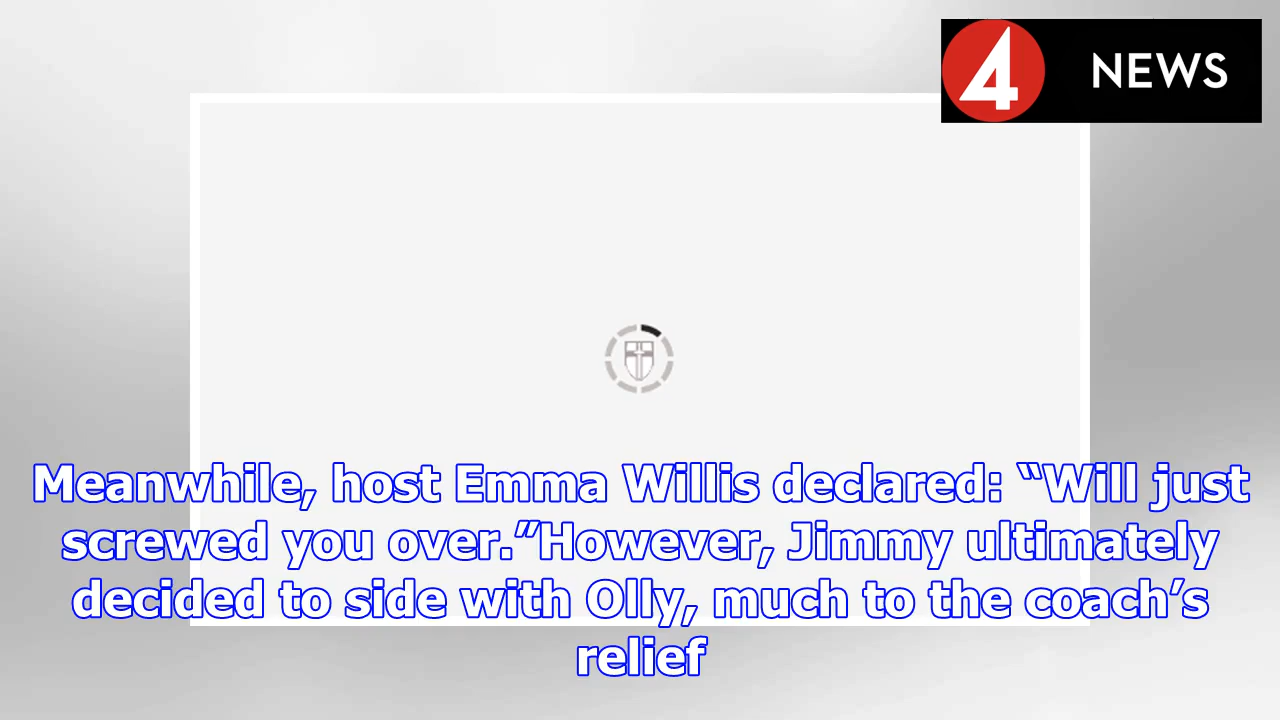 4 NEWS
Meanwhile, host Emma Willis declared: “Will just
screwed you over.”However, Jimmy ultimately
decided to side with Olly, much to the coach’s
relief